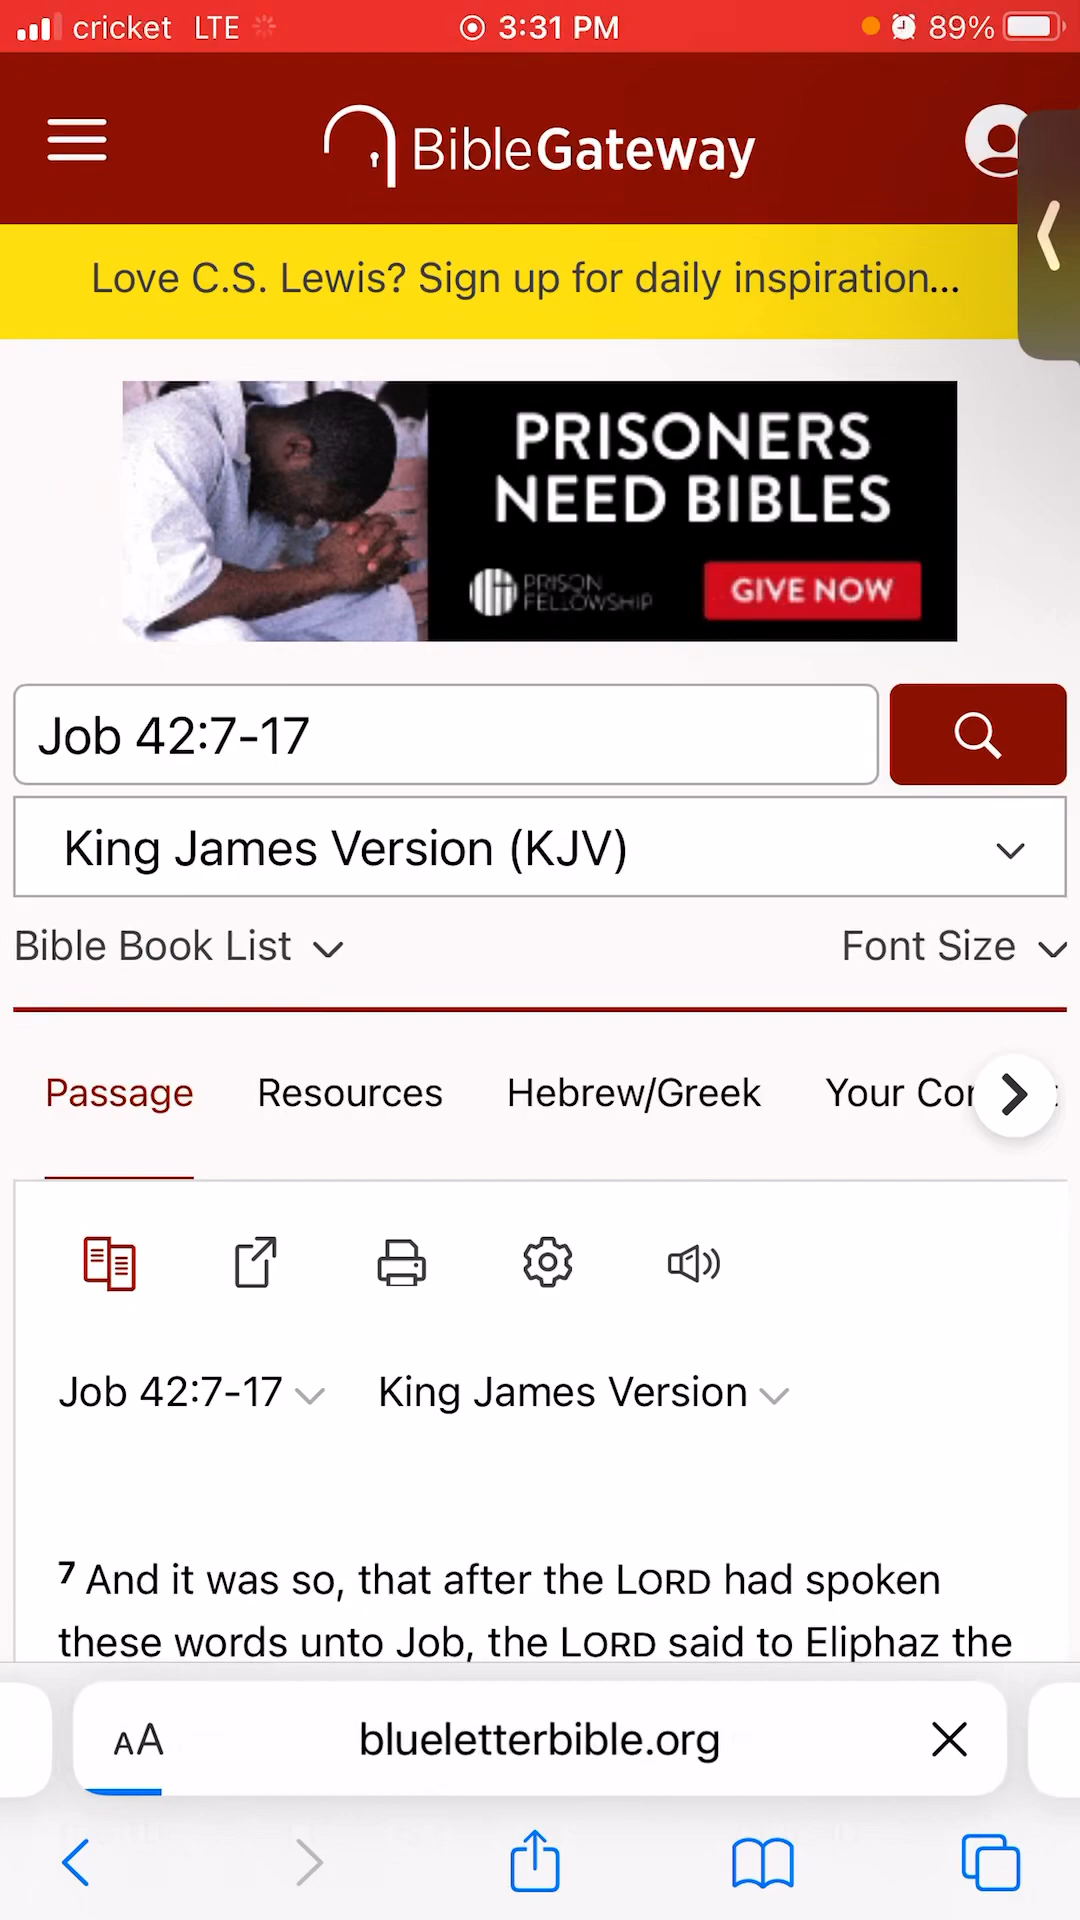 cricket LTE 3:31 PM 89%
BibleGateway
Love C.S. Lewis? Sign up for daily inspiration...
PRISONERS
NEED BIBLES
PRISON
FELLOWSHIP
GIVE NOW
Job 42:7-17
King James Version (KJV)
Bible Book List Font Size
Passage Resources Hebrew/Greek Your Con
Job 42:7-17 King James Version
7 And it was so, that after the LORD had spoken
these words unto Job, the LORD said to Eliphaz the
AA blueletterbible.org